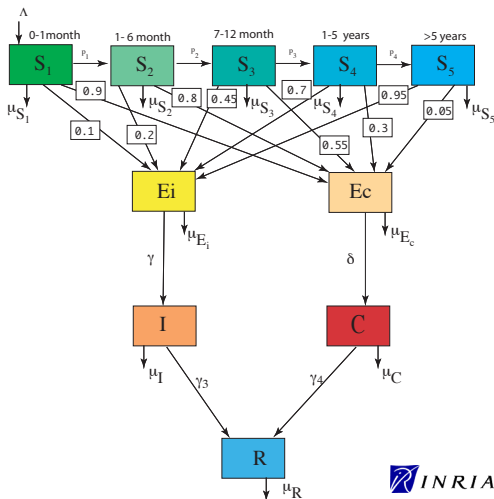 Λ
0-1month 1- 6 month 7-12 month 1-5 years >5 years
S1 P1 S2 P2 S3 P3 S4 P4 S5
μS1 0.9 μS2 0.8 0.45 μS3 0.7 μS4 0.95 μS5
0.1 0.2 0.55 0.3 0.05
Ei Ec
μEi μEc
γ δ
I C
μI γ3 γ4 μC
R
μR
INRIA